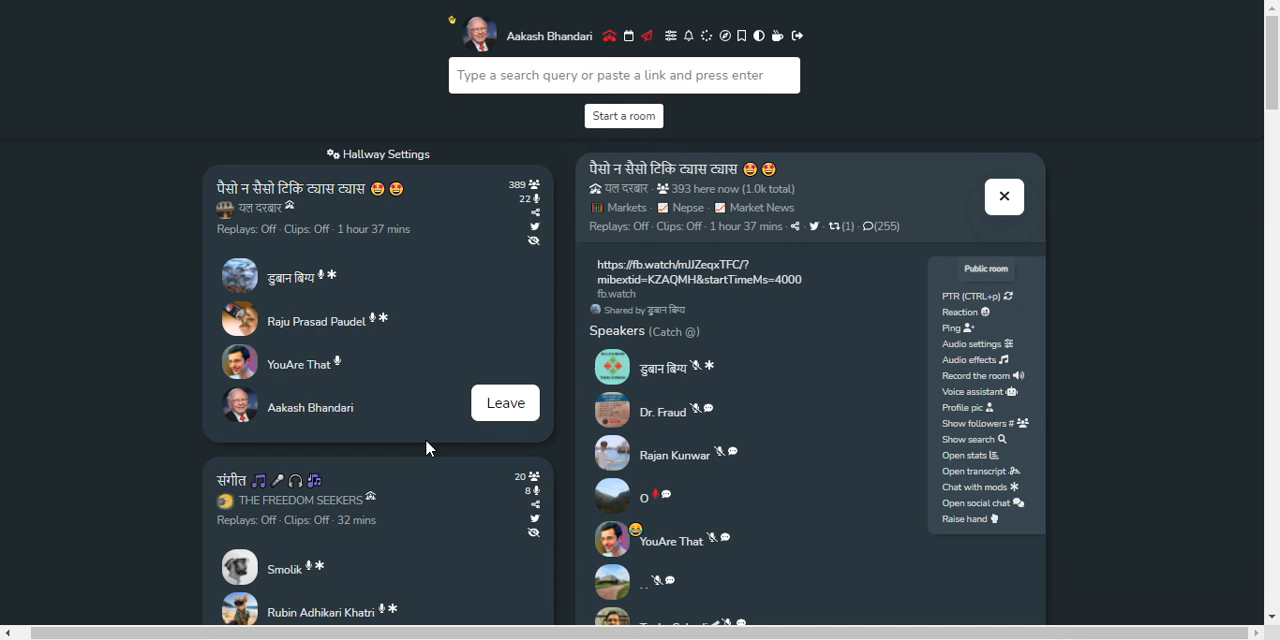 Aakash Bhandari
Type a search query or paste a link and press enter
Start a room
Hallway Settings
पैसो न सैसो टिकि ट्यास ट्यास 🤩 🤩
389
यल दरबार
22
Replays: Off · Clips: Off · 1 hour 37 mins
डुबान बिग्य
Raju Prasad Paudel
YouAre That
Aakash Bhandari
Leave
संगीत 🎵 🎤 🎧 🎶
20
THE FREEDOM SEEKERS
8
Replays: Off · Clips: Off · 32 mins
Smolik
Rubin Adhikari Khatri
पैसो न सैसो टिकि ट्यास ट्यास 🤩 🤩
यल दरबार · 393 here now (1.0k total)
Markets · Nepse · Market News
Replays: Off · Clips: Off · 1 hour 37 mins · (1) · (255)
https://fb.watch/mJJZeqxTFC/?
mibextid=KZAQMH&startTimeMs=4000
fb.watch
Shared by डुबान बिग्य
Speakers (Catch @)
डुबान बिग्य
Dr. Fraud
Rajan Kunwar
O
YouAre That
. .
Public room
PTR (CTRL+p)
Reaction
Ping
Audio settings
Audio effects
Record the room
Voice assistant
Profile pic
Show followers #
Show search
Open stats
Open transcript
Chat with mods
Open social chat
Raise hand